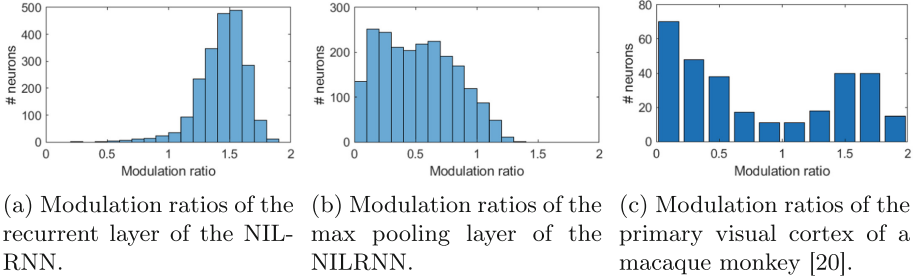 500
400
300
200
100
0
# neurons
0
0.5
1
1.5
2
Modulation ratio
300
200
100
0
# neurons
0
0.5
1
1.5
2
Modulation ratio
80
60
40
20
0
# neurons
0
0.5
1
1.5
2
Modulation ratio
(a) Modulation ratios of the
recurrent layer of the NIL-
RNN.
(b) Modulation ratios of the
max pooling layer of the
NILRNN.
(c) Modulation ratios of the
primary visual cortex of a
macaque monkey [20].